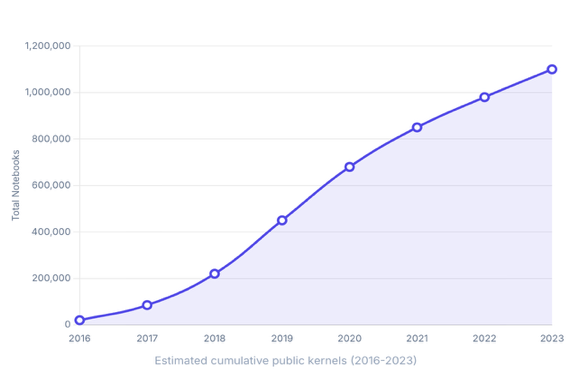 Total Notebooks
1,200,000
1,000,000
800,000
600,000
400,000
200,000
0
2016 2017 2018 2019 2020 2021 2022 2023
Estimated cumulative public kernels (2016-2023)